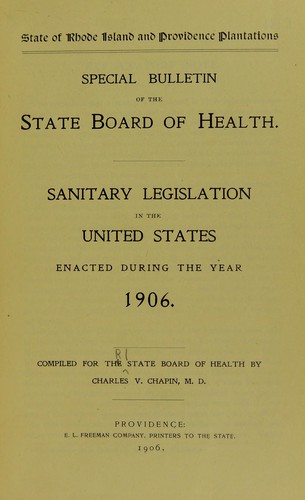 State of Rhode Island and Providence Plantations
SPECIAL BULLETIN
OF THE
STATE BOARD OF HEALTH.
SANITARY LEGISLATION
IN THE
UNITED STATES
ENACTED DURING THE YEAR
1906.
COMPILED FOR THE STATE BOARD OF HEALTH BY
CHARLES V. CHAPIN, M. D.
PROVIDENCE:
E. L. FREEMAN COMPANY, PRINTERS TO THE STATE.
1906.